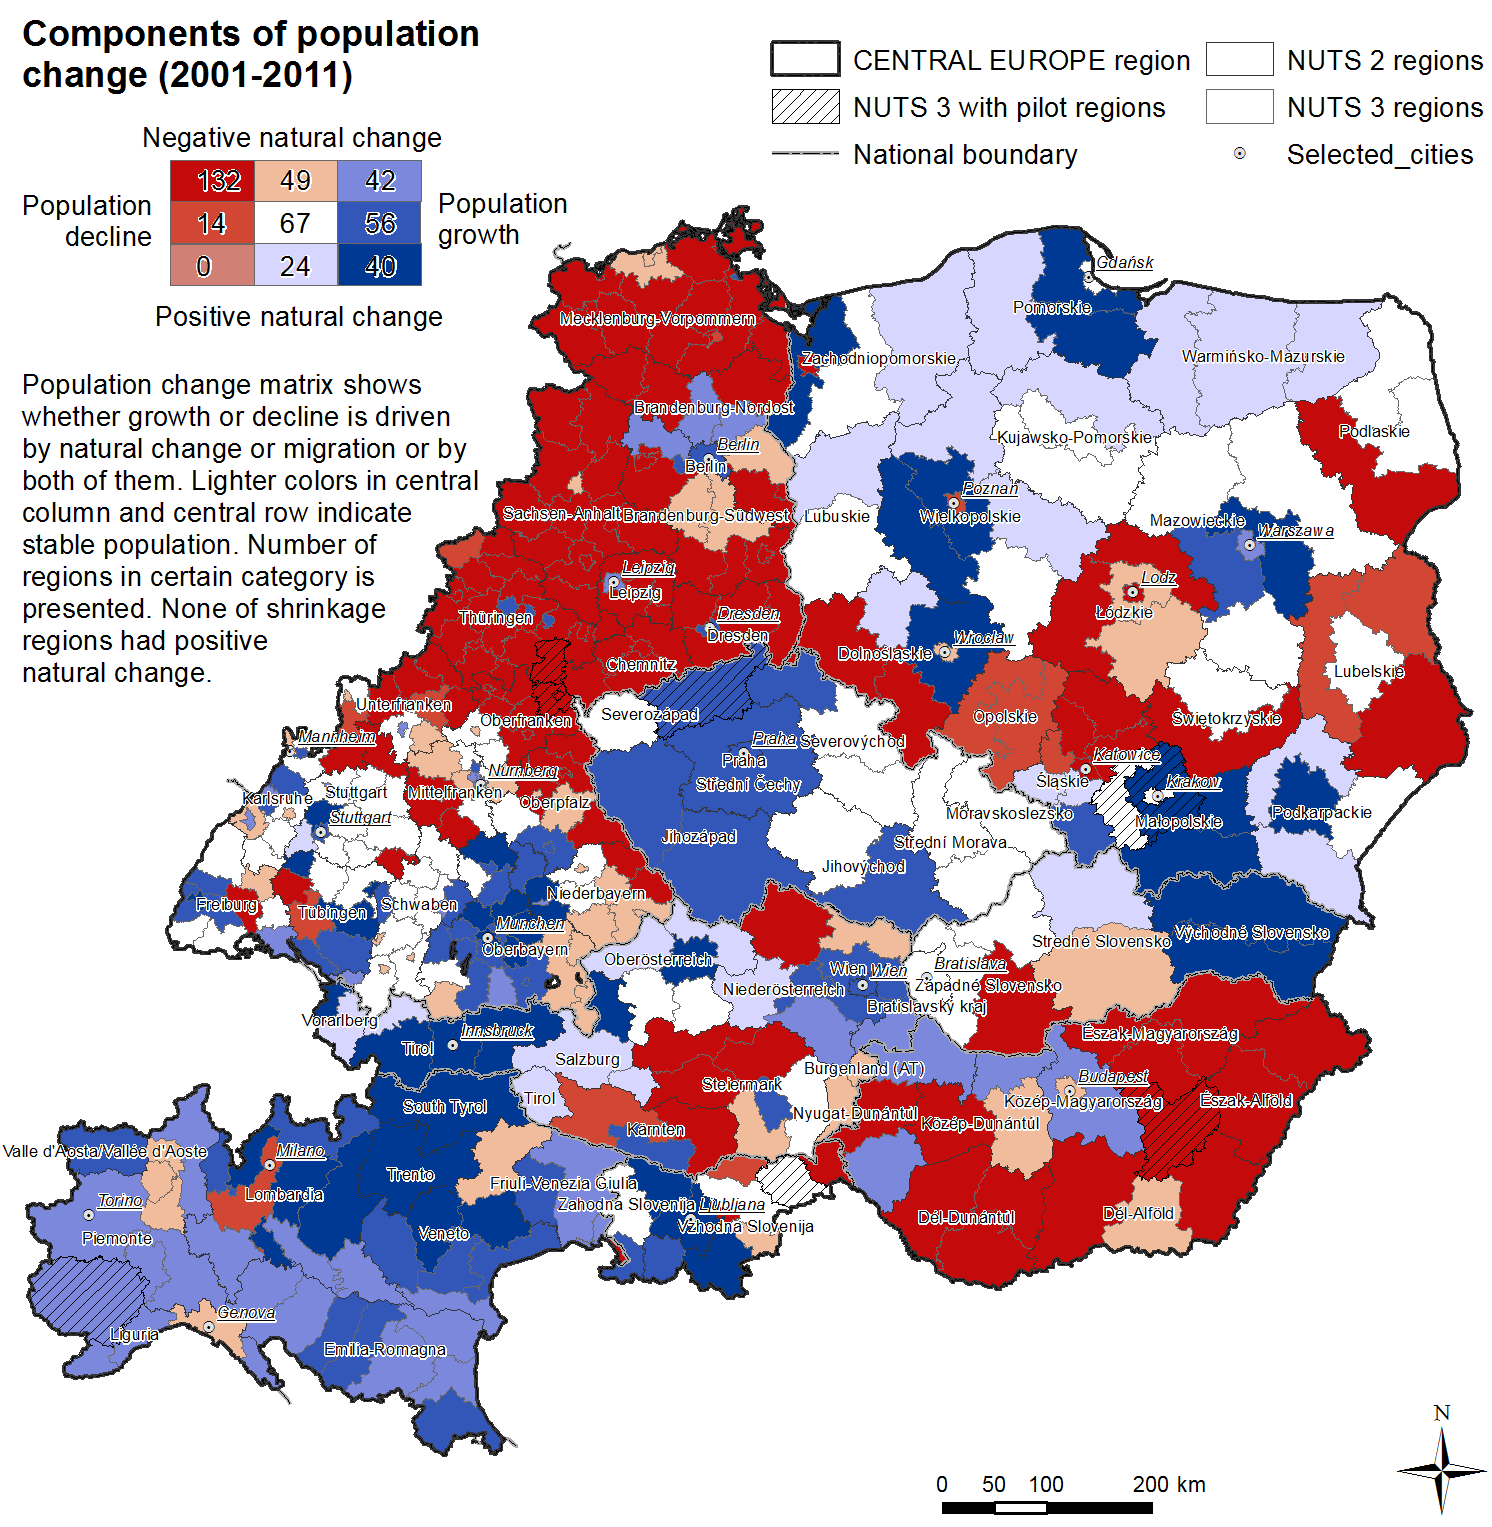 Components of population
change (2001-2011)
Negative natural change
132 49 42
14 67 56
0 24 40
Population
decline
Population
growth
Positive natural change
CENTRAL EUROPE region
NUTS 3 with pilot regions
National boundary
NUTS 2 regions
NUTS 3 regions
Selected_cities
Population change matrix shows
whether growth or decline is driven
by natural change or migration or by
both of them. Lighter colors in central
column and central row indicate
stable population. Number of
regions in certain category is
presented. None of shrinkage
regions had positive
natural change.
Gdańsk
Pomorskie
Mecklenburg-Vorpommern
Zachodniopomorskie
Warmińsko-Mazurskie
Brandenburg-Nordost
Kujawsko-Pomorskie
Podlaskie
Berlin
Berlin
Poznań
Sachsen-Anhalt
Brandenburg-Südwest
Lubuskie
Wielkopolskie
Mazowieckie
Warszawa
Leipzig
Leipzig
Lodz
Łódzkie
Thüringen
Dresden
Dresden
Wroclaw
Dolnośląskie
Chemnitz
Lubelskie
Unterfranken
Oberfranken
Severozápad
Opolskie
Świętokrzyskie
Mannheim
Praha
Praha
Severovýchod
Katowice
Nürnberg
Střední Čechy
Śląskie
Krakow
Karlsruhe
Stuttgart
Mittelfranken
Oberpfalz
Stuttgart
Moravskoslezsko
Małopolskie
Podkarpackie
Jihozápad
Střední Morava
Jihovýchod
Niederbayern
Freiburg
Tübingen
Schwaben
Munchen
Oberbayern
Východné Slovensko
Stredné Slovensko
Oberösterreich
Wien
Wien
Bratislava
Niederösterreich
Západné Slovensko
Bratislavský kraj
Vorarlberg
Innsbruck
Tirol
Észak-Magyarország
Salzburg
Burgenland (AT)
Steiermark
Budapest
Tirol
South Tyrol
Közép-Magyarország
Észak-Alföld
Nyugat-Dunántúl
Közép-Dunántúl
Kärnten
Valle d'Aosta/Vallée d'Aoste
Milano
Trento
Friuli-Venezia Giulia
Lombardia
Torino
Zahodna Slovenija
Ljubljana
Vzhodna Slovenija
Dél-Dunántúl
Dél-Alföld
Piemonte
Veneto
Genova
Liguria
Emilia-Romagna
N
0 50 100 200 km